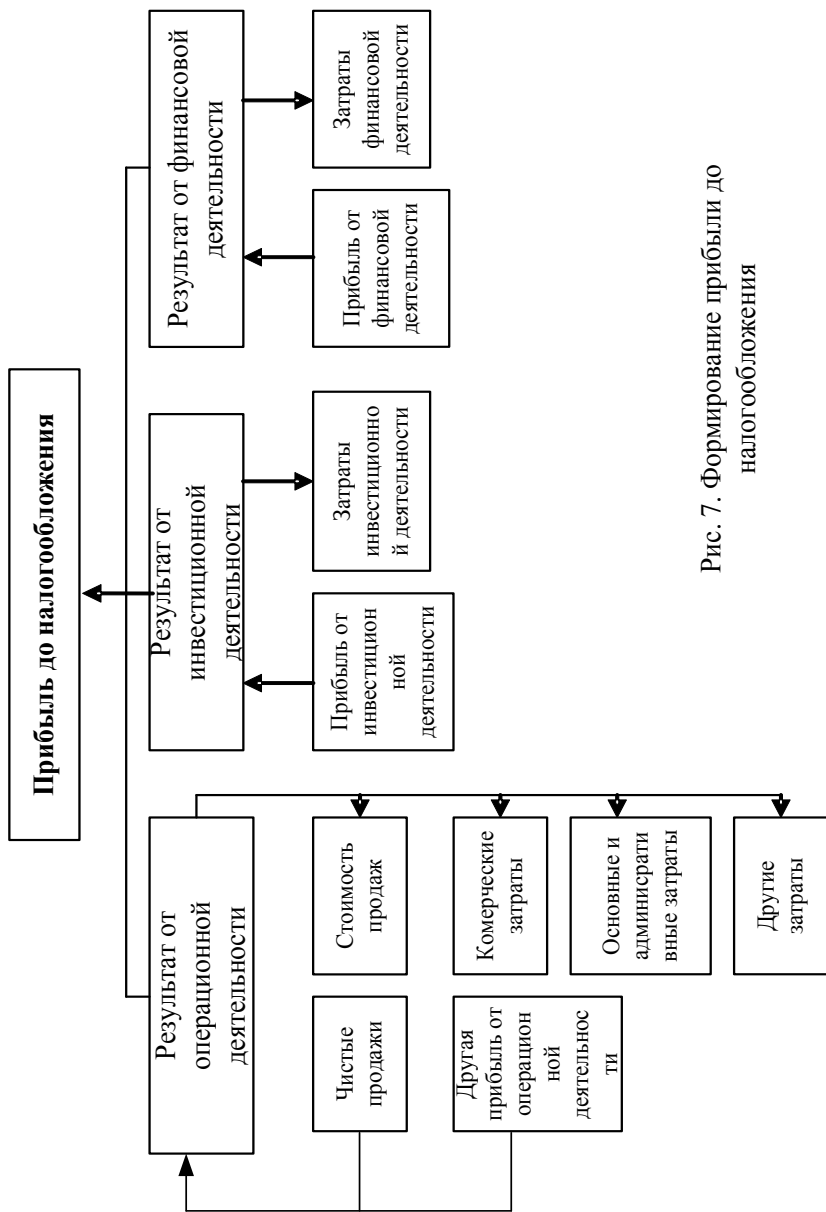 Прибыль до налогообложения
Результат от
операционной
деятельности
Результат от
инвестиционной
деятельности
Результат от финансовой
деятельности
Чистые
продажи
Стоимость
продаж
Прибыль от
инвестицион
ной
деятельности
Затраты
инвестиционно
й деятельности
Прибыль от
финансовой
деятельности
Затраты
финансовой
деятельности
Другая
прибыль от
операцион
ной
деятельнос
ти
Комерческие
затраты
Основные и
админисрати
вные затраты
Другие
затраты
Рис. 7. Формирование прибыли до
налогообложения